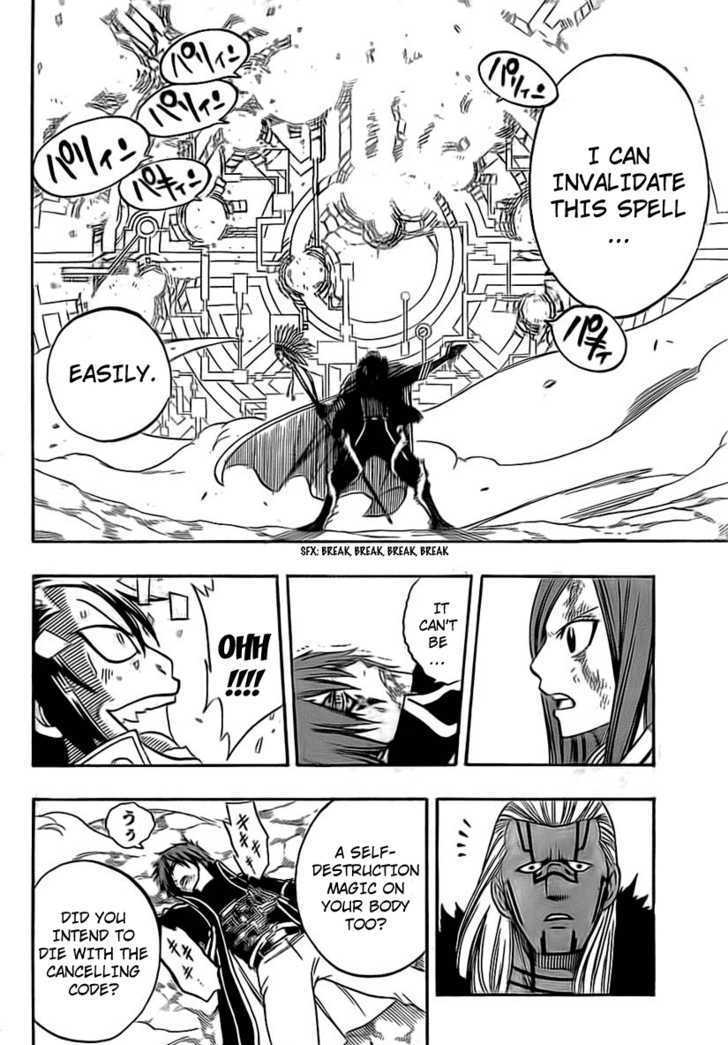 I CAN
INVALIDATE
THIS SPELL
...
パリィン
パリィン
パリィン
パリィン
パキィン
パキィ
EASILY.
SFX: BREAK, BREAK, BREAK, BREAK
IT
CAN'T
BE
...
OHH
!!!!
A SELF-
DESTRUCTION
MAGIC ON
YOUR BODY
TOO?
うぅ
DID YOU
INTEND TO
DIE WITH THE
CANCELLING
CODE?